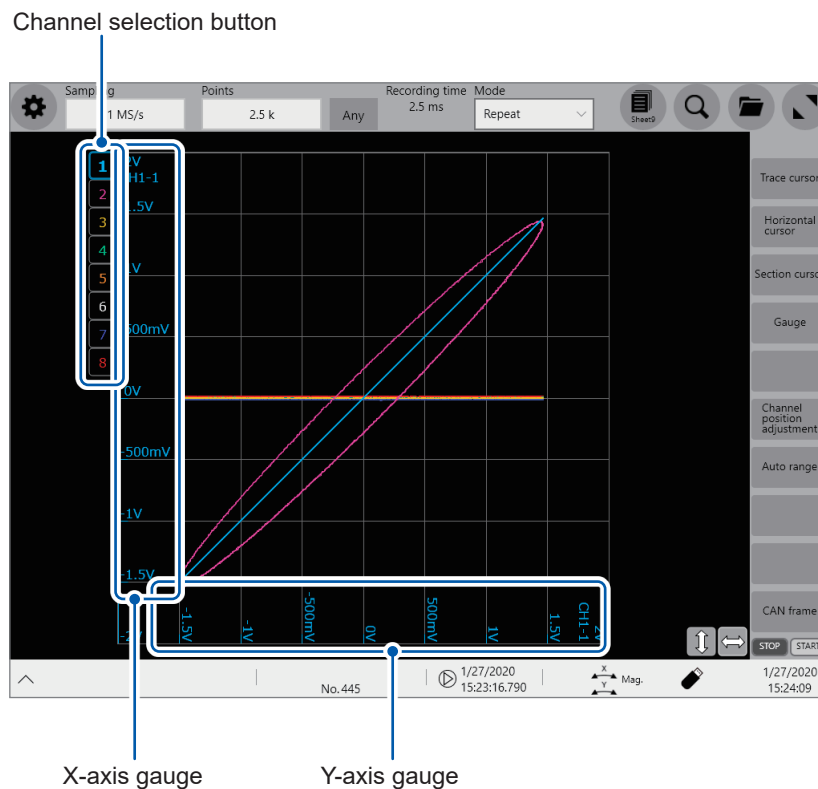 Channel selection button
Sampling
Points
Recording time
Mode
1 MS/s
2.5 k
Any
2.5 ms
Repeat
Sheet9
1
2
3
4
5
6
7
8
2V
CH1-1
1.5V
1V
500mV
0V
-500mV
-1V
-1.5V
-2V
-1.5V
-1V
-500mV
0V
500mV
1V
1.5V
CH1-1
2V
Trace cursor
Horizontal
cursor
Section cursor
Gauge
Channel
position
adjustment
Auto range
CAN frame
STOP
START
No. 445
1/27/2020
15:23:16.790
X
Y
Mag.
1/27/2020
15:24:09
X-axis gauge
Y-axis gauge